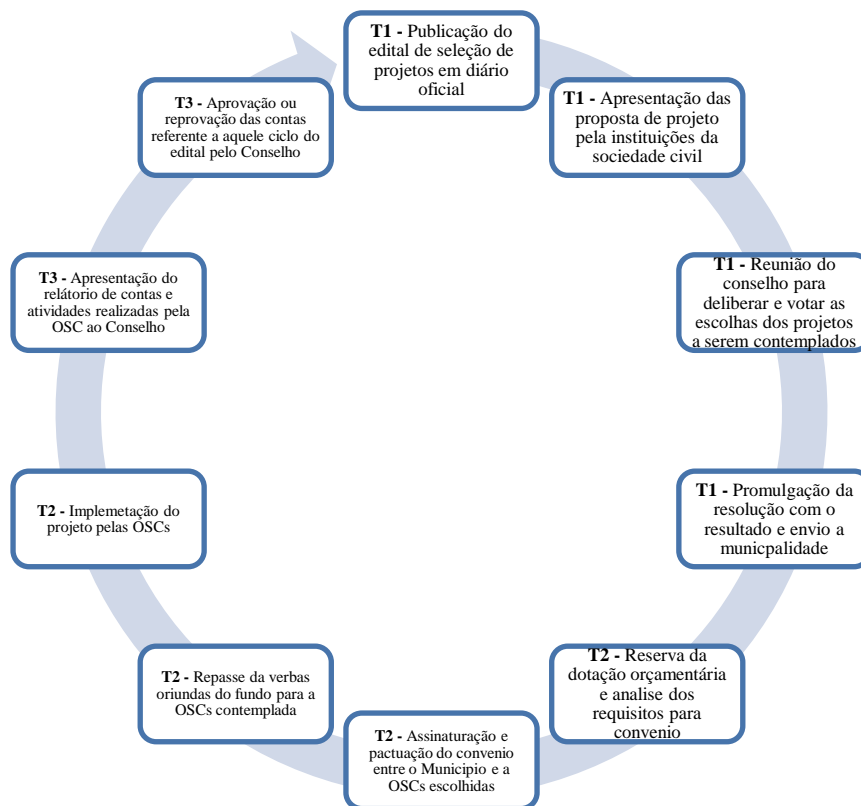 T1 - Publicação do
edital de seleção de
projetos em diário
oficial
T1 - Apresentação das
proposta de projeto
pela instituições da
sociedade civil
T1 - Reunião do
conselho para
deliberar e votar as
escolhas dos projetos
a serem contemplados
T1 - Promulgação da
resolução com o
resultado e envio a
municpalidade
T2 - Reserva da
dotação orçamentária
e analise dos
requisitos para
convenio
T2 - Assinaturação e
pactuação do convenio
entre o Municipio e a
OSCs escolhidas
T2 - Repasse da verbas
oriundas do fundo para a
OSCs contemplada
T2 - Implemetação do
projeto pelas OSCs
T3 - Apresentação do
relátorio de contas e
atividades realizadas pela
OSC ao Conselho
T3 - Aprovação ou
reprovação das contas
referente a aquele ciclo do
edital pelo Conselho